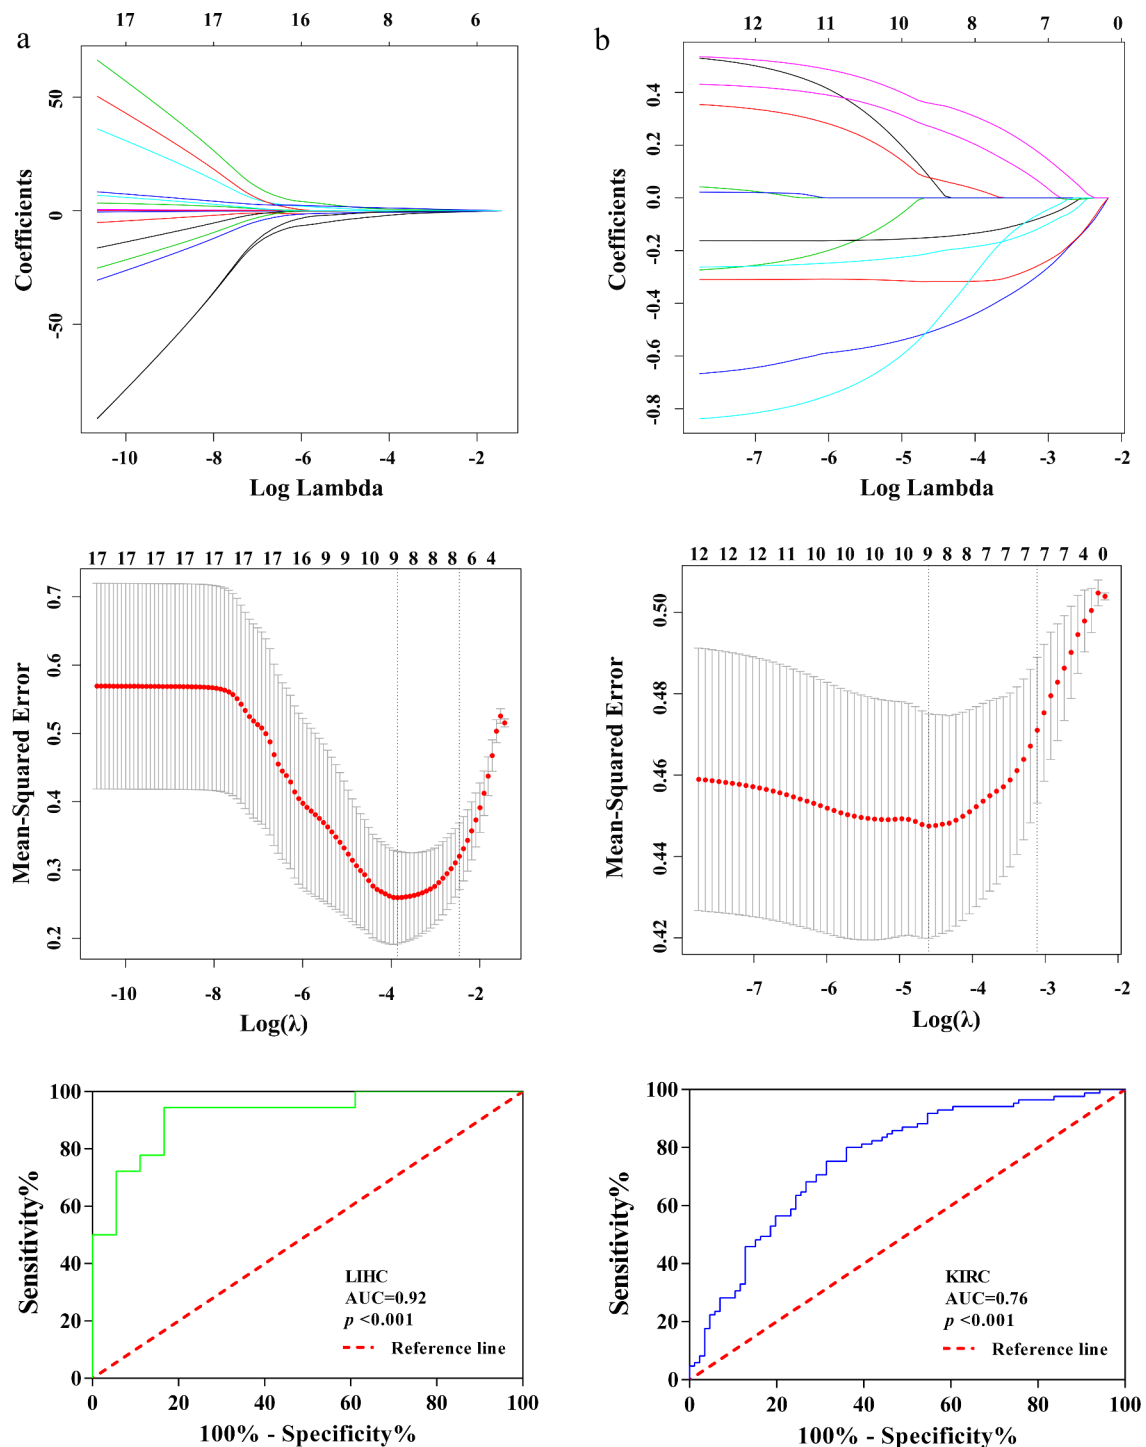 a
17 17 16 8 6
50
0
-50
Coefficients
-10 -8 -6 -4 -2
Log Lambda
b
12 11 10 9 8 7 0
0.4
0.2
0.0
-0.2
-0.4
-0.6
-0.8
Coefficients
-7 -6 -5 -4 -3 -2
Log Lambda
17 17 17 17 17 17 17 16 9 9 10 9 8 8 8 6 4
0.7
0.6
0.5
0.4
0.3
0.2
Mean-Squared Error
-10 -8 -6 -4 -2
Log(λ)
12 12 12 11 10 10 10 10 9 8 8 7 7 7 7 7 4 0
0.50
0.48
0.46
0.44
0.42
Mean-Squared Error
-7 -6 -5 -4 -3 -2
Log(λ)
100
80
60
40
20
0
Sensitivity%
LIHC
AUC=0.92
p <0.001
Reference line
0 20 40 60 80 100
100% - Specificity%
100
80
60
40
20
0
Sensitivity%
KIRC
AUC=0.76
p <0.001
Reference line
0 20 40 60 80 100
100% - Specificity%